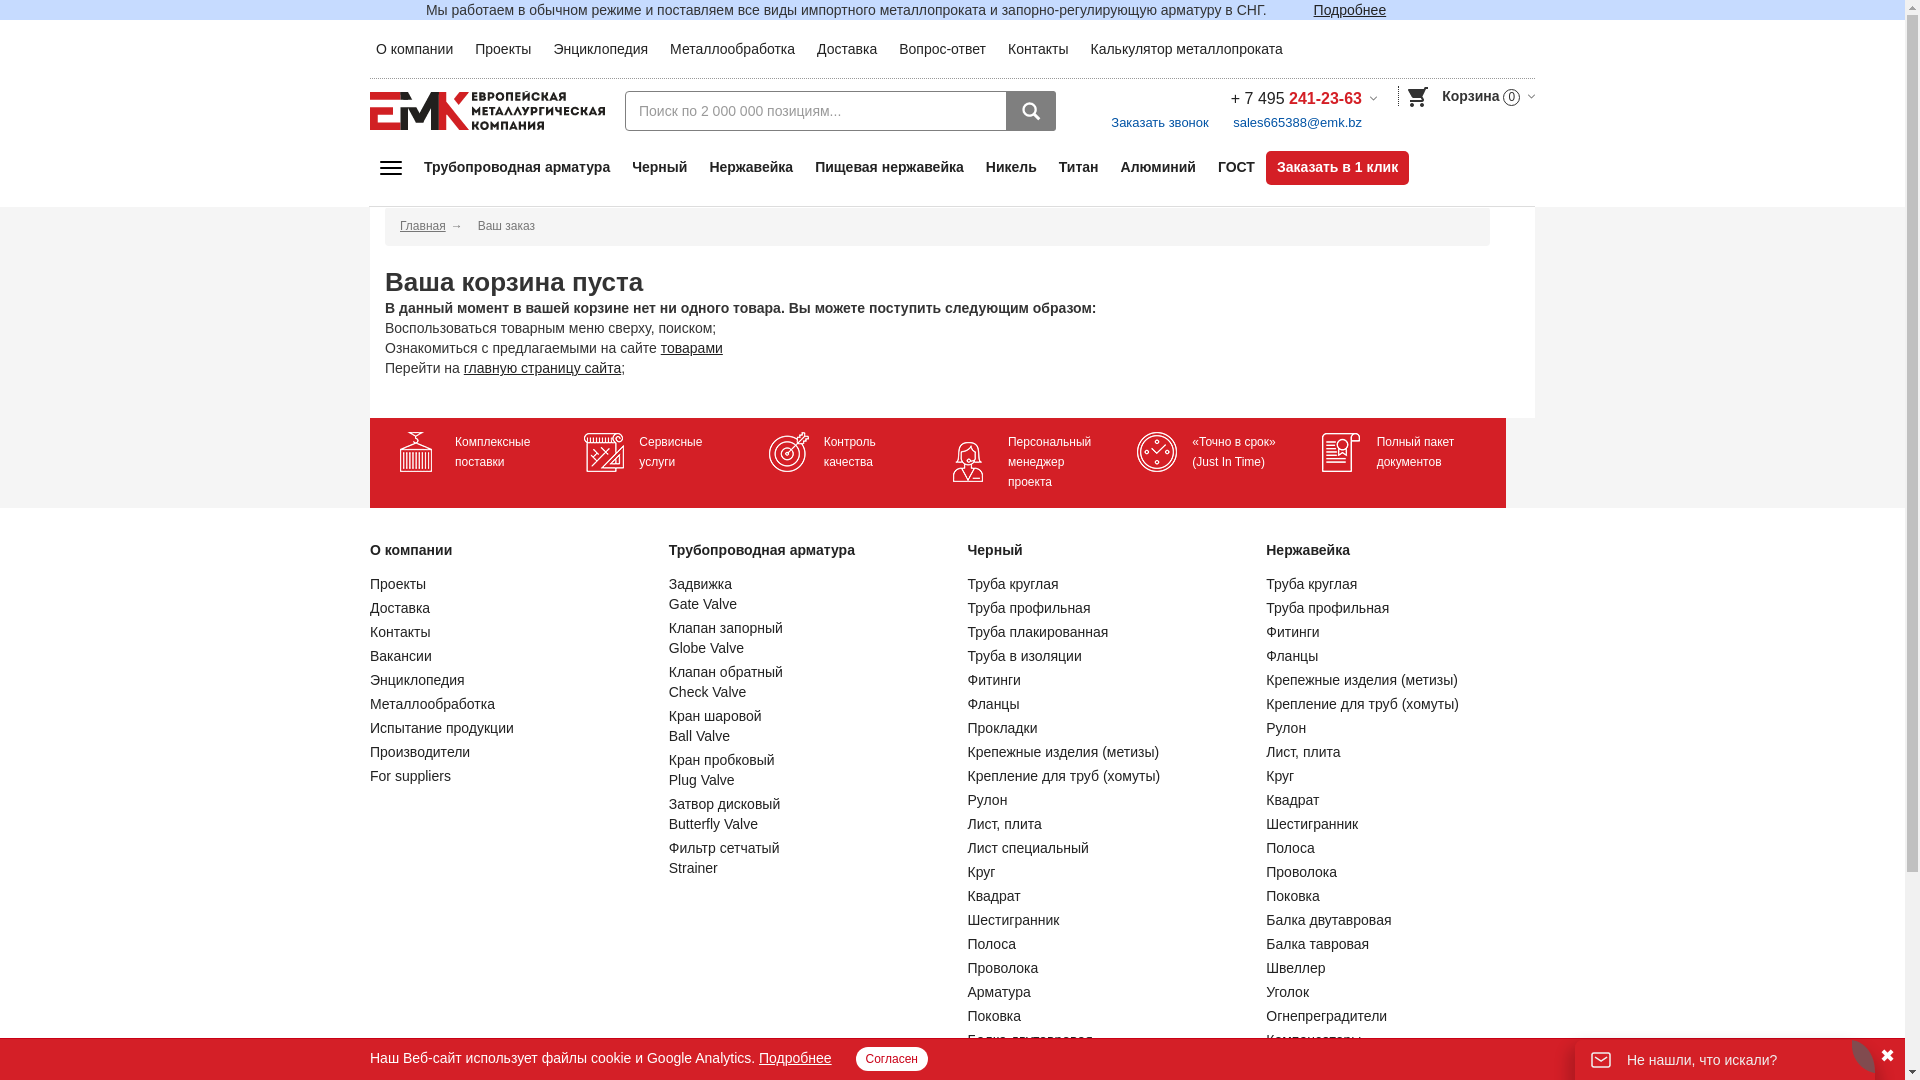 Мы работаем в обычном режиме и поставляем все виды импортного металлопроката и запорно-регулирующую арматуру в СНГ. Подробнее
О компании Проекты Энциклопедия Металлообработка Доставка Вопрос-ответ Контакты Калькулятор металлопроката
ЕВРОПЕЙСКАЯ
ЕМК МЕТАЛЛУРГИЧЕСКАЯ
КОМПАНИЯ
Поиск по 2 000 000 позициям...
+ 7 495 241-23-63
Заказать звонок sales665388@emk.bz
Корзина 0
Трубопроводная арматура Черный Нержавейка Пищевая нержавейка Никель Титан Алюминий ГОСТ Заказать в 1 клик
Главная → Ваш заказ
Ваша корзина пуста
В данный момент в вашей корзине нет ни одного товара. Вы можете поступить следующим образом:
Воспользоваться товарным меню сверху, поиском;
Ознакомиться с предлагаемыми на сайте товарами
Перейти на главную страницу сайта;
Комплексные
поставки
Сервисные
услуги
Контроль
качества
Персональный
менеджер
проекта
«Точно в срок»
(Just In Time)
Полный пакет
документов
О компании
Проекты
Доставка
Контакты
Вакансии
Энциклопедия
Металлообработка
Испытание продукции
Производители
For suppliers
Трубопроводная арматура
Задвижка
Gate Valve
Клапан запорный
Globe Valve
Клапан обратный
Check Valve
Кран шаровой
Ball Valve
Кран пробковый
Plug Valve
Затвор дисковый
Butterfly Valve
Фильтр сетчатый
Strainer
Черный
Труба круглая
Труба профильная
Труба плакированная
Труба в изоляции
Фитинги
Фланцы
Прокладки
Крепежные изделия (метизы)
Крепление для труб (хомуты)
Рулон
Лист, плита
Лист специальный
Круг
Квадрат
Шестигранник
Полоса
Проволока
Арматура
Поковка
Нержавейка
Труба круглая
Труба профильная
Фитинги
Фланцы
Крепежные изделия (метизы)
Крепление для труб (хомуты)
Рулон
Лист, плита
Круг
Квадрат
Шестигранник
Полоса
Проволока
Поковка
Балка двутавровая
Балка тавровая
Швеллер
Уголок
Огнепреградители
Наш Веб-сайт использует файлы cookie и Google Analytics. Подробнее Согласен
Не нашли, что искали?